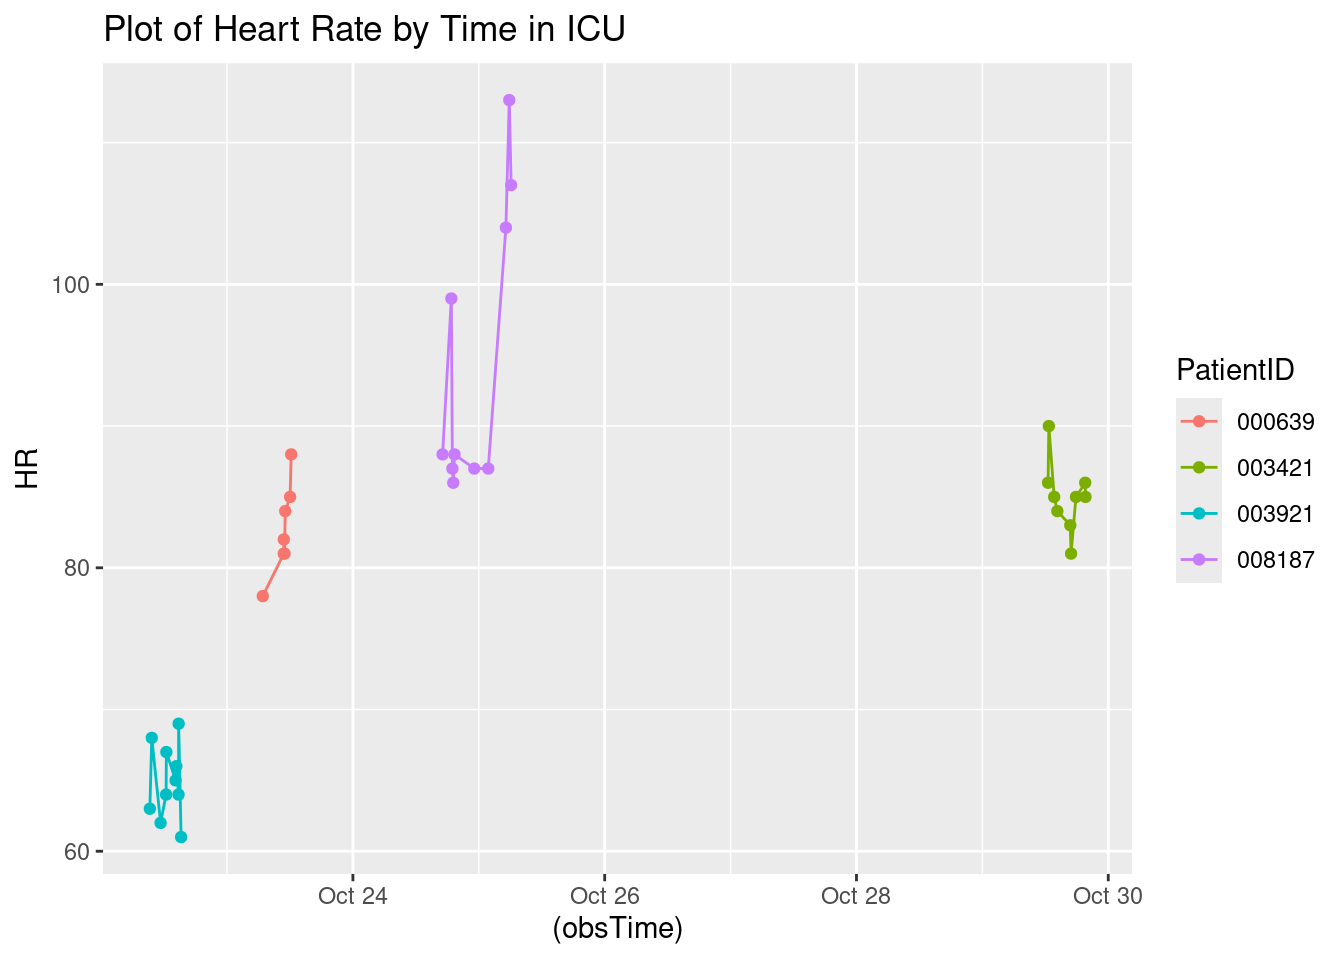 Plot of Heart Rate by Time in ICU
HR
100
80
60
Oct 24
Oct 26
Oct 28
Oct 30
(obsTime)
PatientID
000639
003421
003921
008187